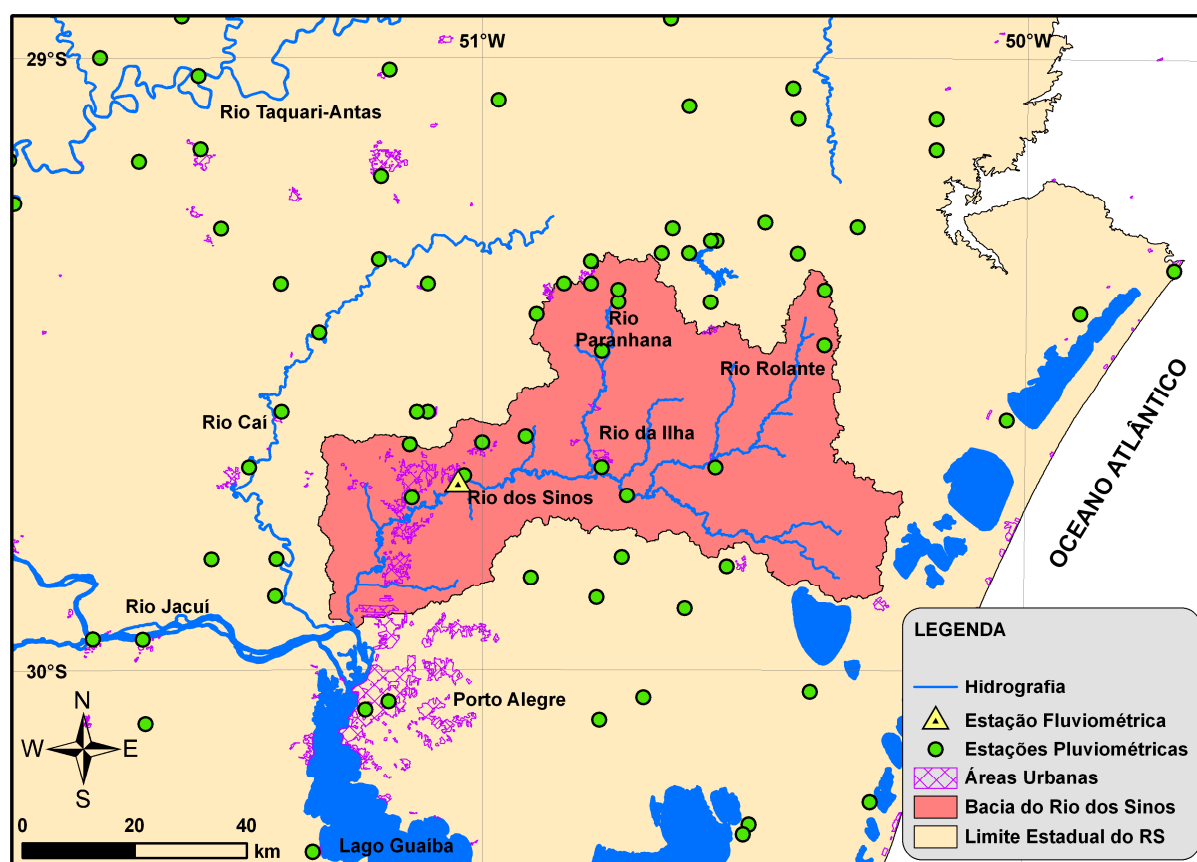 51°W
50°W
29°S
Rio Taquari-Antas
Rio
Paranhana
Rio Rolante
Rio Caí
Rio da Ilha
Rio dos Sinos
OCEANO ATLÂNTICO
Rio Jacuí
30°S
Porto Alegre
N
W
E
S
0
20
40
km
Lago Guaíba
LEGENDA
Hidrografia
Estação Fluviométrica
Estações Pluviométricas
Áreas Urbanas
Bacia do Rio dos Sinos
Limite Estadual do RS